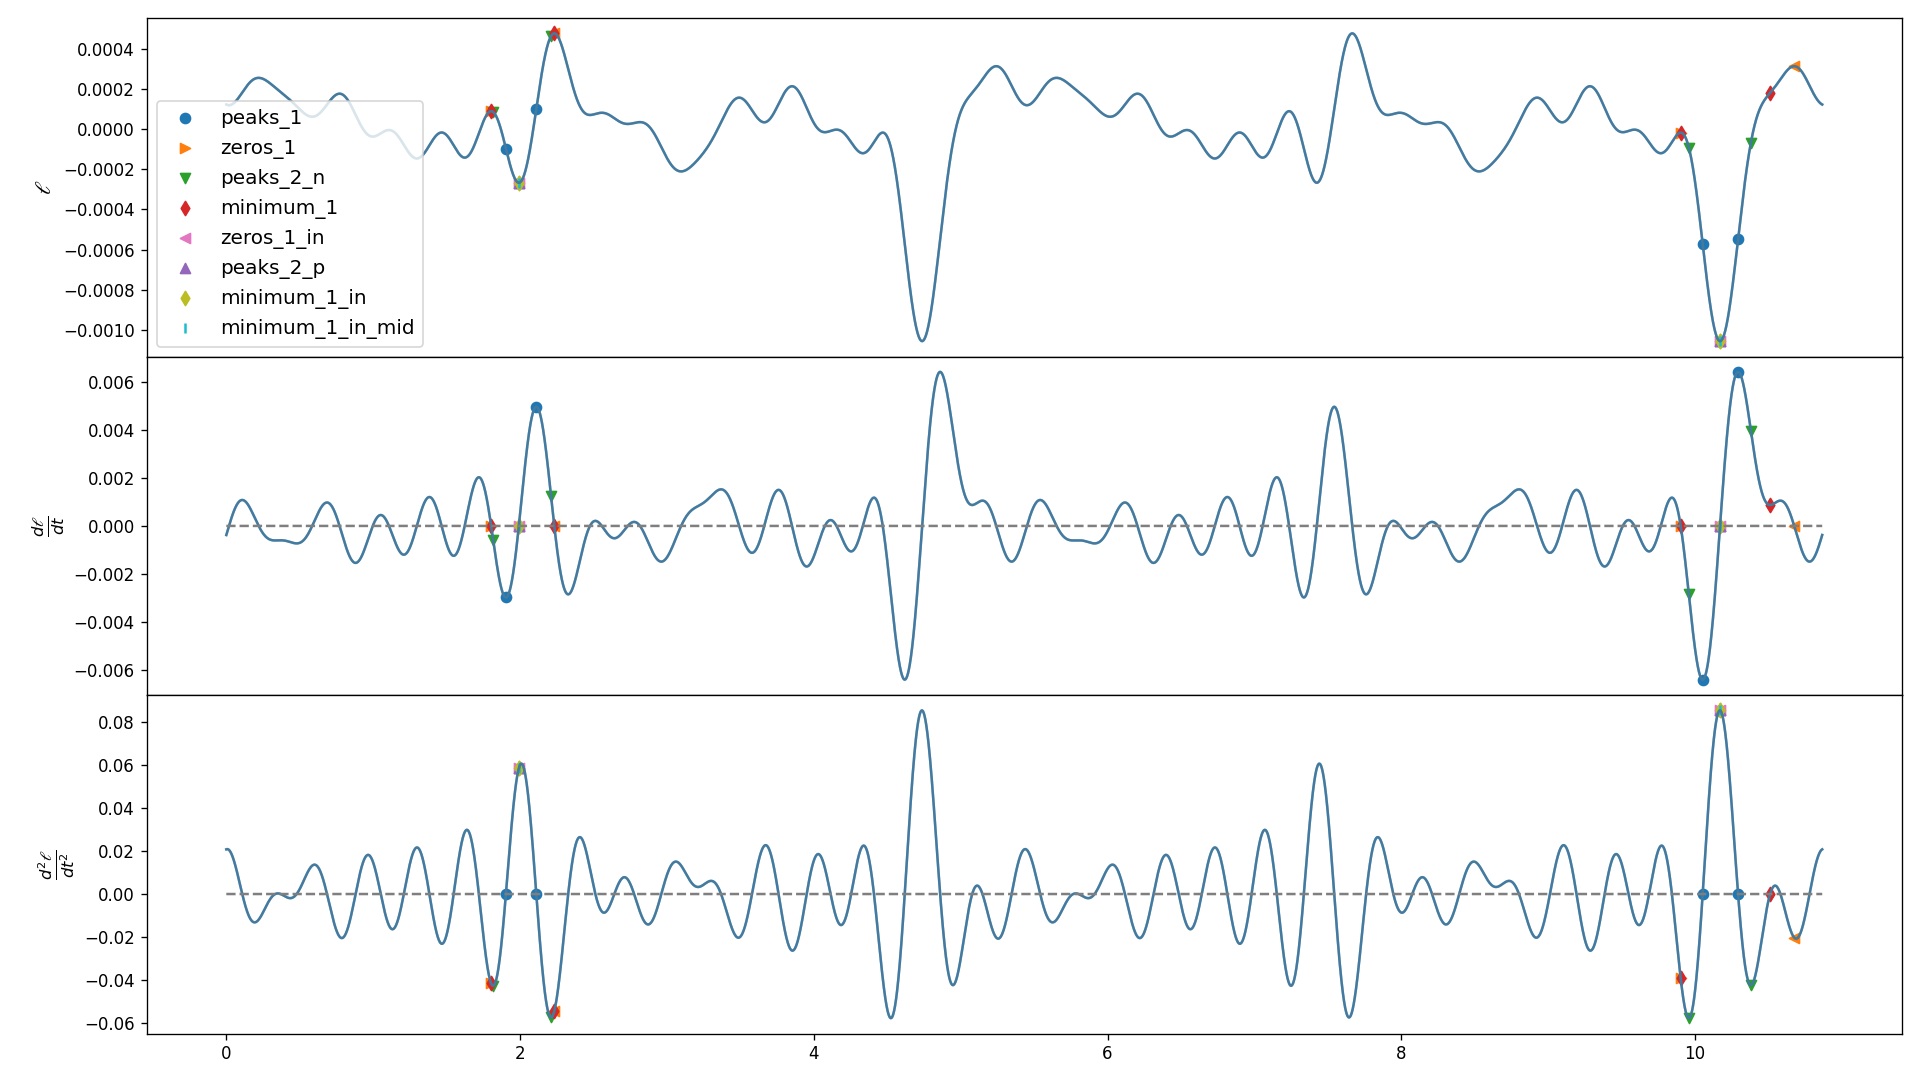 0.0004
0.0002
0.0000
−0.0002
−0.0004
−0.0006
−0.0008
−0.0010
ℓ
peaks_1
zeros_1
peaks_2_n
minimum_1
zeros_1_in
peaks_2_p
minimum_1_in
minimum_1_in_mid
0.006
0.004
0.002
0.000
−0.002
−0.004
−0.006
dℓ
dt
0.08
0.06
0.04
0.02
0.00
−0.02
−0.04
−0.06
d²ℓ
dt²
0 2 4 6 8 10